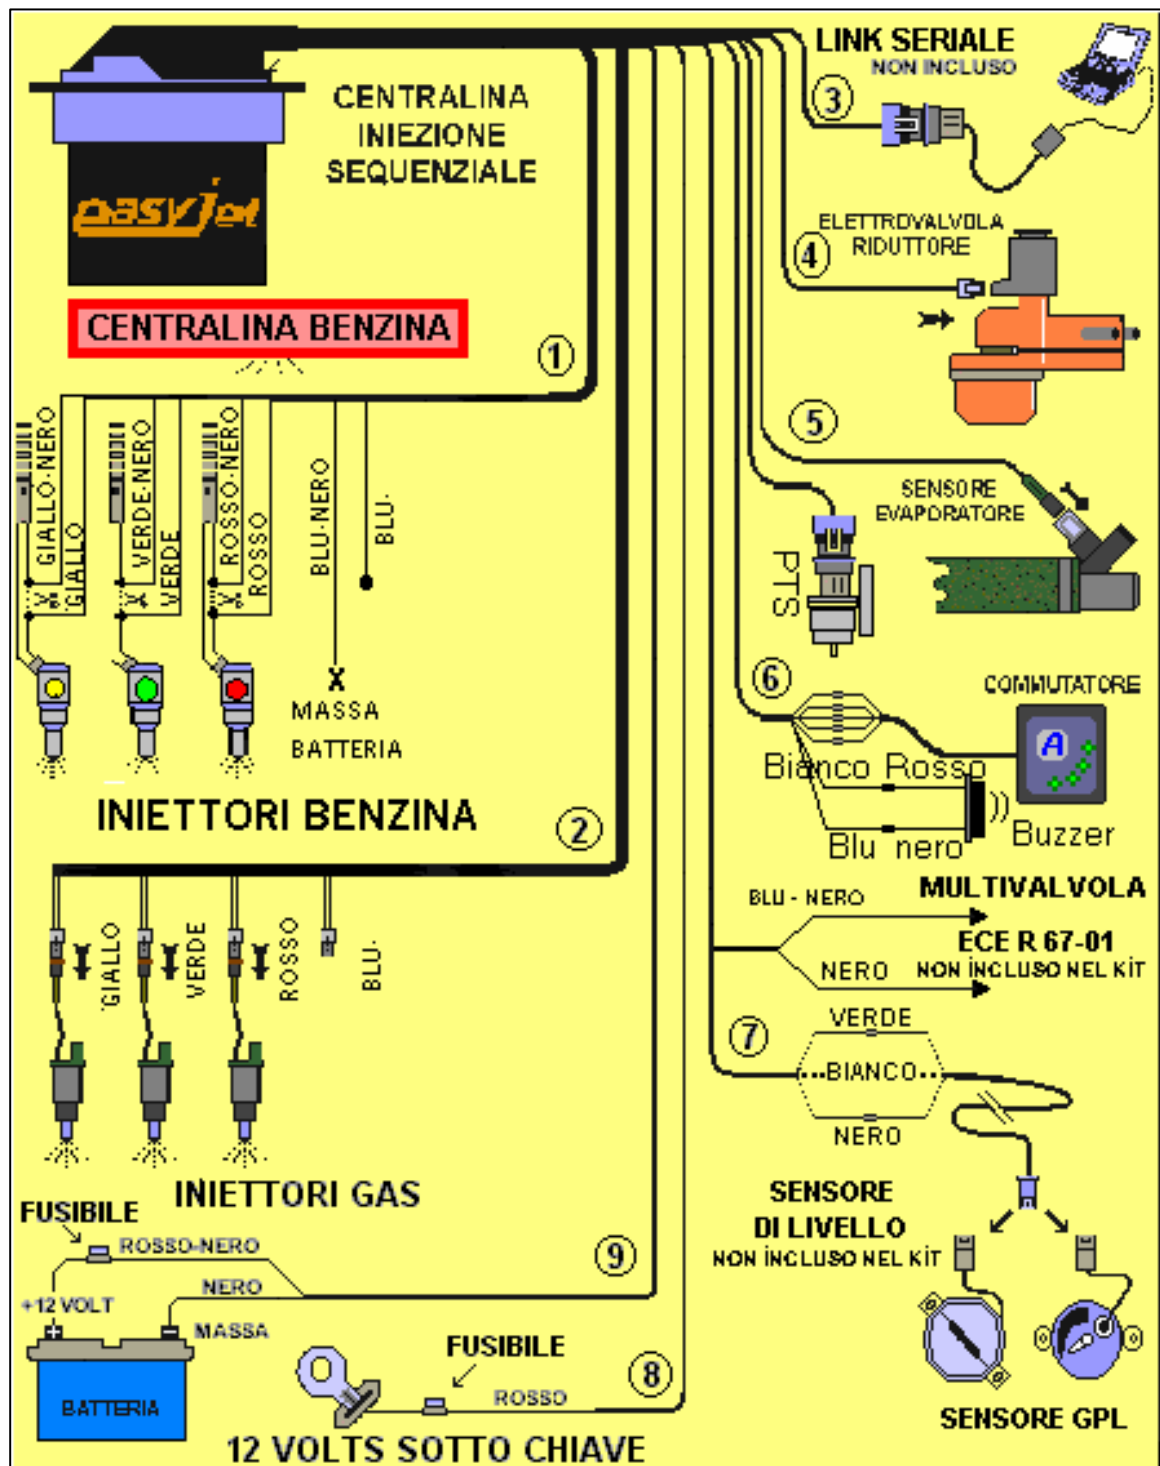 LINK SERIALE
NON INCLUSO
3
CENTRALINA
INIEZIONE
SEQUENZIALE
easyjet
ELETTROVALVOLA
RIDUTTORE
4
CENTRALINA BENZINA
1
5
GIALLO-NERO
GIALLO
VERDE-NERO
VERDE
ROSSO-NERO
ROSSO
BLU-NERO
BLU-
SENSORE
EVAPORATORE
PTS
6
COMMUTATORE
A
MASSA
BATTERIA
Bianco Rosso
INIETTORI BENZINA
2
Blu nero
Buzzer
BLU - NERO
MULTIVALVOLA
ECE R 67-01
NERO
NON INCLUSO NEL KIT
'GIALLO
VERDE
ROSSO
BLU-
7
VERDE
BIANCO
NERO
INIETTORI GAS
SENSORE
DI LIVELLO
NON INCLUSO NEL KIT
FUSIBILE
ROSSO-NERO
9
NERO
+12 VOLT
+
-
MASSA
BATTERIA
FUSIBILE
8
ROSSO
SENSORE GPL
12 VOLTS SOTTO CHIAVE